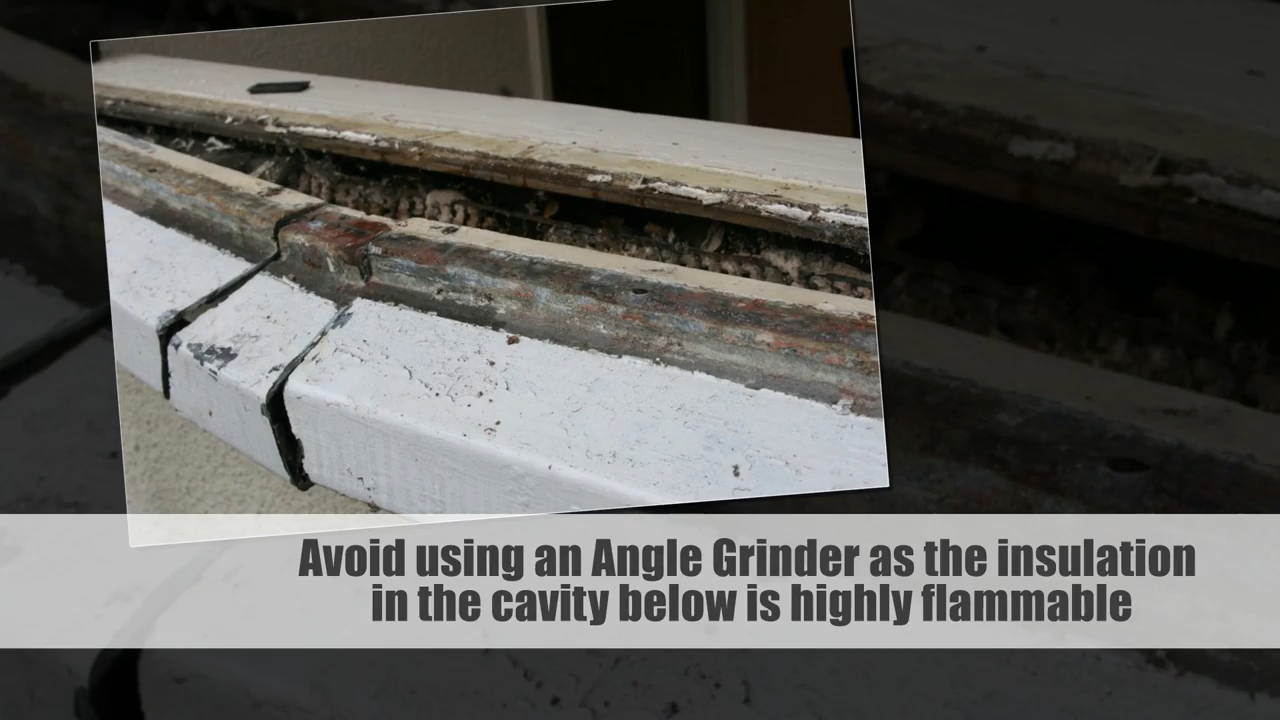 Avoid using an Angle Grinder as the insulation
in the cavity below is highly flammable